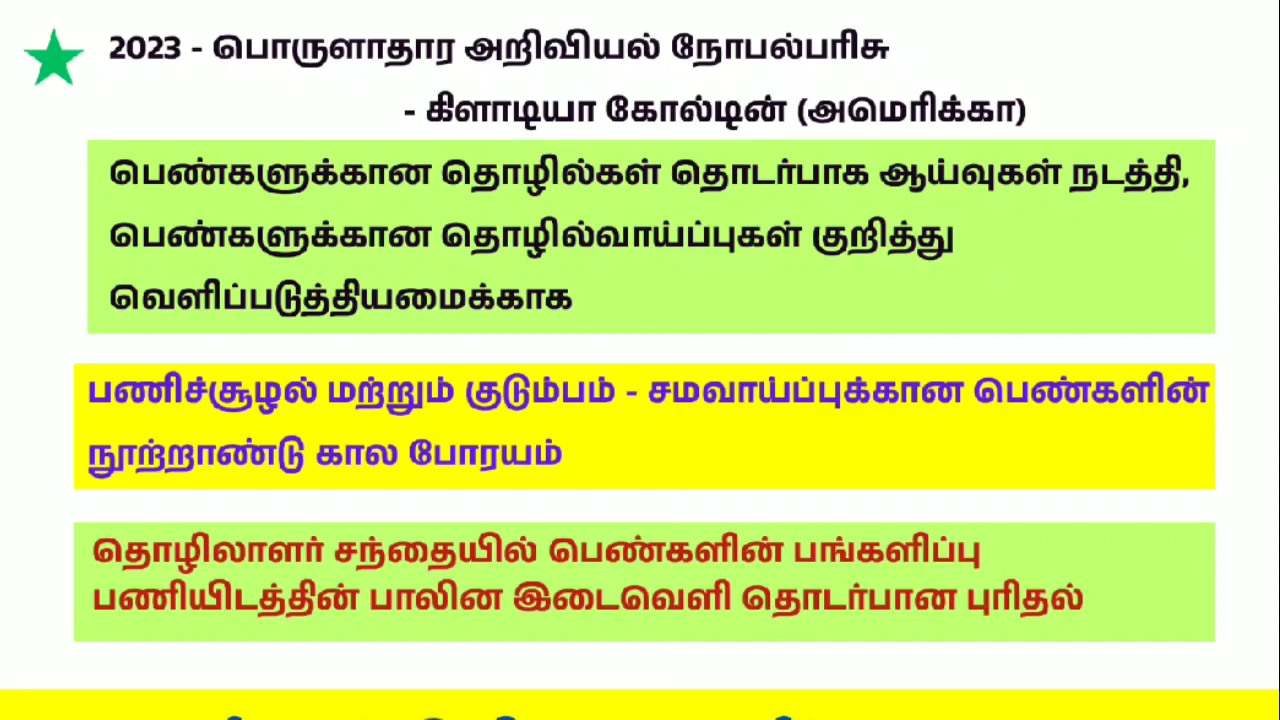 2023 - பொருளாதார அறிவியல் நோபல்பரிசு
- கிளாடியா கோல்டின் (அமெரிக்கா)
பெண்களுக்கான தொழில்கள் தொடர்பாக ஆய்வுகள் நடத்தி,
பெண்களுக்கான தொழில்வாய்ப்புகள் குறித்து
வெளிப்படுத்தியமைக்காக
பணிச்சூழல் மற்றும் குடும்பம் - சமவாய்ப்புக்கான பெண்களின்
நூற்றாண்டு கால போரயம்
தொழிலாளர் சந்தையில் பெண்களின் பங்களிப்பு
பணியிடத்தின் பாலின இடைவெளி தொடர்பான புரிதல்